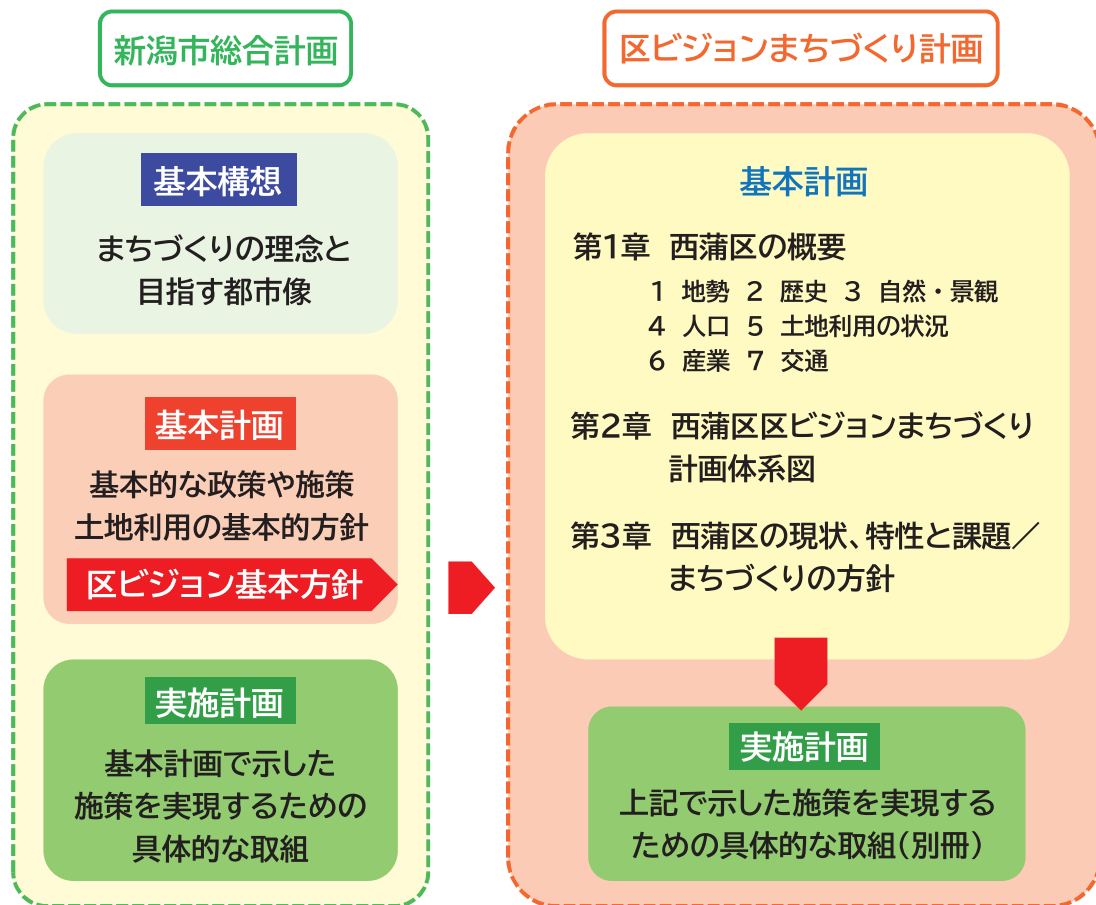 新潟市総合計画
基本構想
まちづくりの理念と
目指す都市像
基本計画
基本的な政策や施策
土地利用の基本的方針
区ビジョン基本方針
実施計画
基本計画で示した
施策を実現するための
具体的な取組
区ビジョンまちづくり計画
基本計画
第1章 西蒲区の概要
1 地勢 2 歴史 3 自然・景観
4 人口 5 土地利用の状況
6 産業 7 交通
第2章 西蒲区区ビジョンまちづくり
計画体系図
第3章 西蒲区の現状、特性と課題／
まちづくりの方針
実施計画
上記で示した施策を実現する
ための具体的な取組（別冊）